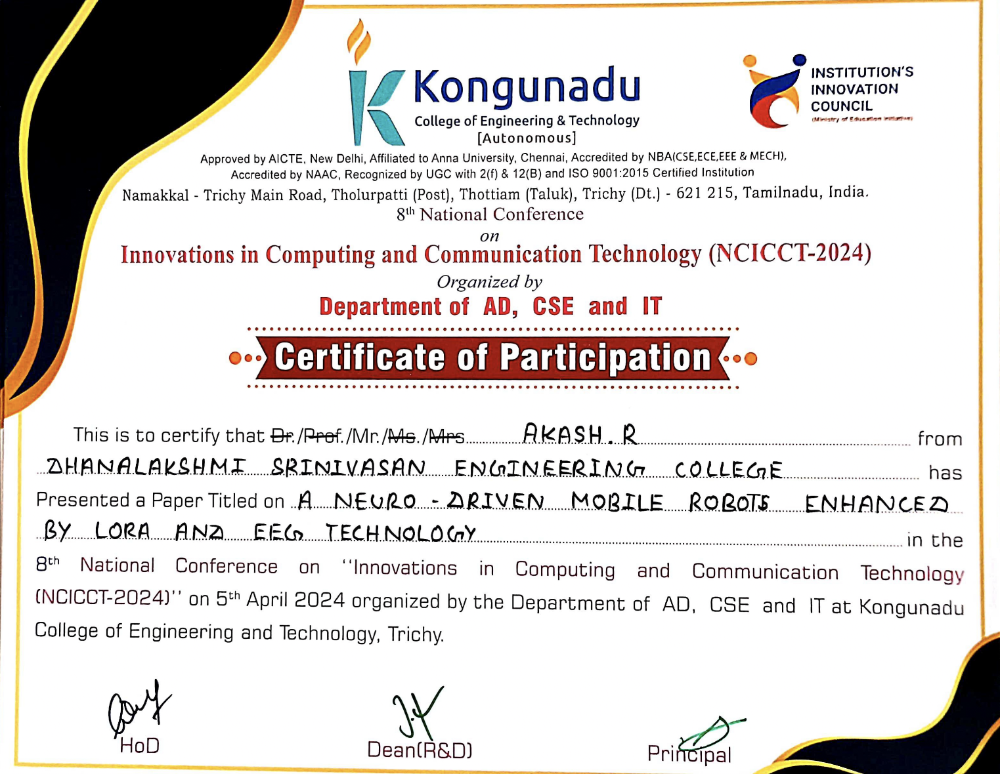 Kongunadu
College of Engineering & Technology
[Autonomous]
INSTITUTION'S
INNOVATION
COUNCIL
(Ministry of Education Initiative)
Approved by AICTE, New Delhi, Affiliated to Anna University, Chennai, Accredited by NBA(CSE,ECE,EEE & MECH),
Accredited by NAAC, Recognized by UGC with 2(f) & 12(B) and ISO 9001:2015 Certified Institution
Namakkal - Trichy Main Road, Tholurpatti (Post), Thottiam (Taluk), Trichy (Dt.) - 621 215, Tamilnadu, India.
8th National Conference
on
Innovations in Computing and Communication Technology (NCICCT-2024)
Organized by
Department of AD, CSE and IT
Certificate of Participation
This is to certify that Dr./Prof./Mr./Ms./Mrs. AKASH.R from
DHANALAKSHMI SRINIVASAN ENGINEERING COLLEGE has
Presented a Paper Titled on A NEURO-DRIVEN MOBILE ROBOTS ENHANCED
BY LORA AND EEG TECHNOLOGY in the
8th National Conference on ''Innovations in Computing and Communication Technology
(NCICCT-2024)'' on 5th April 2024 organized by the Department of AD, CSE and IT at Kongunadu
College of Engineering and Technology, Trichy.
HoD
Dean(R&D)
Principal